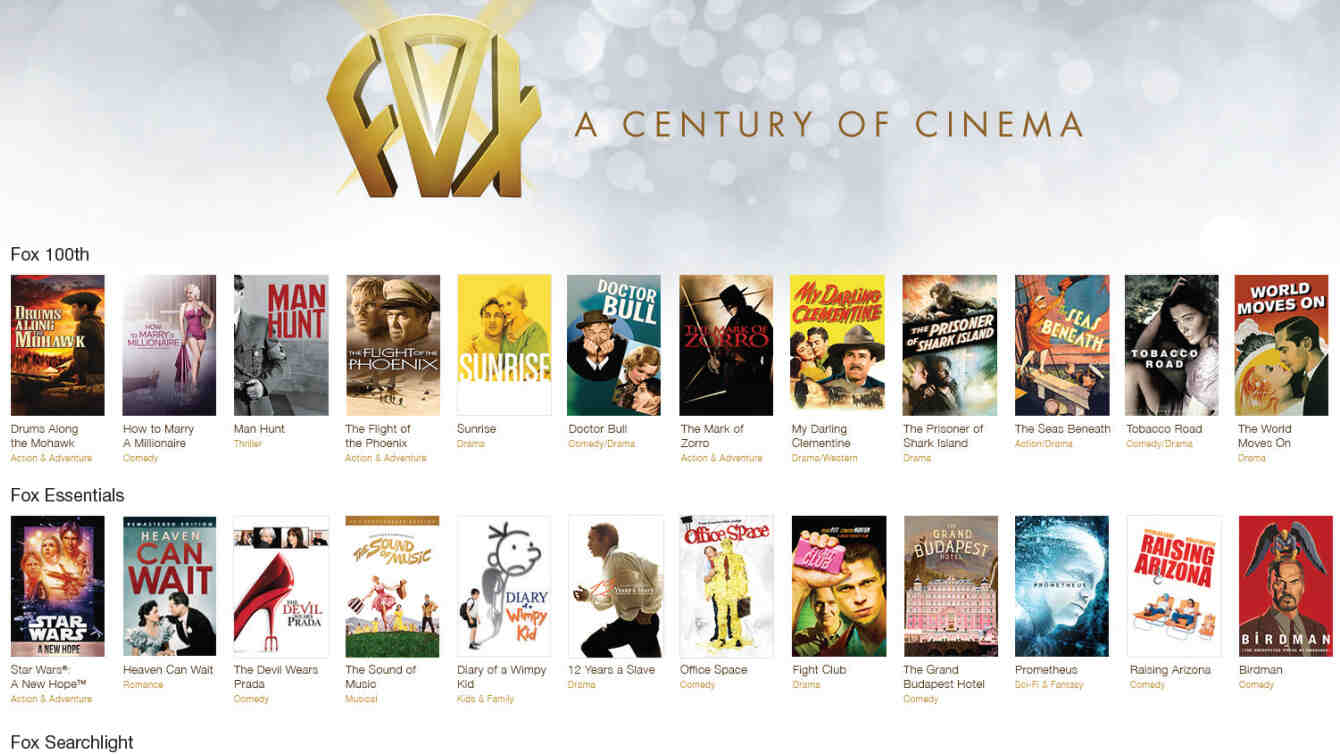 FOX
A CENTURY OF CINEMA
Fox 100th
DRUMS
ALONG
THE
MOHAWK
HOW
TO MARRY A
MILLIONAIRE
MAN
HUNT
THE FLIGHT OF THE
PHOENIX
SUNRISE
DOCTOR
BULL
THE MARK OF
ZORRO
MY DARLING
CLEMENTINE
THE PRISONER
OF SHARK ISLAND
SEAS
BENEATH
TOBACCO
ROAD
WORLD
MOVES ON
Drums Along
the Mohawk
Action & Adventure
How to Marry
A Millionaire
Comedy
Man Hunt
Thriller
The Flight of
the Phoenix
Action & Adventure
Sunrise
Drama
Doctor Bull
Comedy/Drama
The Mark of
Zorro
Action & Adventure
My Darling
Clementine
Drama/Western
The Prisoner of
Shark Island
Drama
The Seas Beneath
Action/Drama
Tobacco Road
Comedy/Drama
The World
Moves On
Drama
Fox Essentials
STAR
WARS
A NEW HOPE
REMASTERED EDITION
HEAVEN
CAN
WAIT
THE
DEVIL
WEARS
PRADA
THE SOUND
OF MUSIC
DIARY
of a
Wimpy
Kid
12 Years a Slave
Office Space
FIGHT
CLUB
THE
GRAND
BUDAPEST
HOTEL
PROMETHEUS
RAISING
ARIZONA
BIRDMAN
Star Wars®:
A New Hope™
Action & Adventure
Heaven Can Wait
Romance
The Devil Wears
Prada
Comedy
The Sound of
Music
Musical
Diary of a Wimpy
Kid
Kids & Family
12 Years a Slave
Drama
Office Space
Comedy
Fight Club
Drama
The Grand
Budapest Hotel
Comedy
Prometheus
Sci-Fi & Fantasy
Raising Arizona
Comedy
Birdman
Comedy
Fox Searchlight